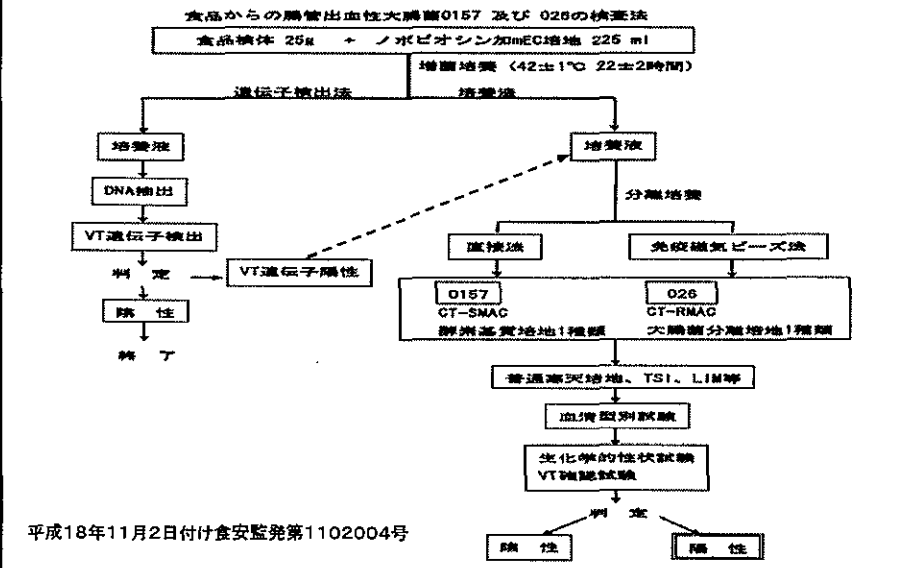 食品からの腸管出血性大腸菌O157 及び O26の検査法
食品検体 25g + ノボビオシン加mEC培地 225 ml
増菌培養 (42±1℃ 22±2時間)
遺伝子検出法
培養法
培養液
DNA抽出
VT遺伝子検出
判 定
VT遺伝子陽性
陰 性
終 了
培養液
分離培養
直接法
免疫磁気ビーズ法
O157
CT-SMAC
酵素基質培地1種類
O26
CT-RMAC
大腸菌分離培地1種類
普通寒天培地、TSI、LIM等
血清型別試験
生化学的性状試験
VT確認試験
判 定
陰 性
陽 性
平成18年11月2日付け食安監発第1102004号